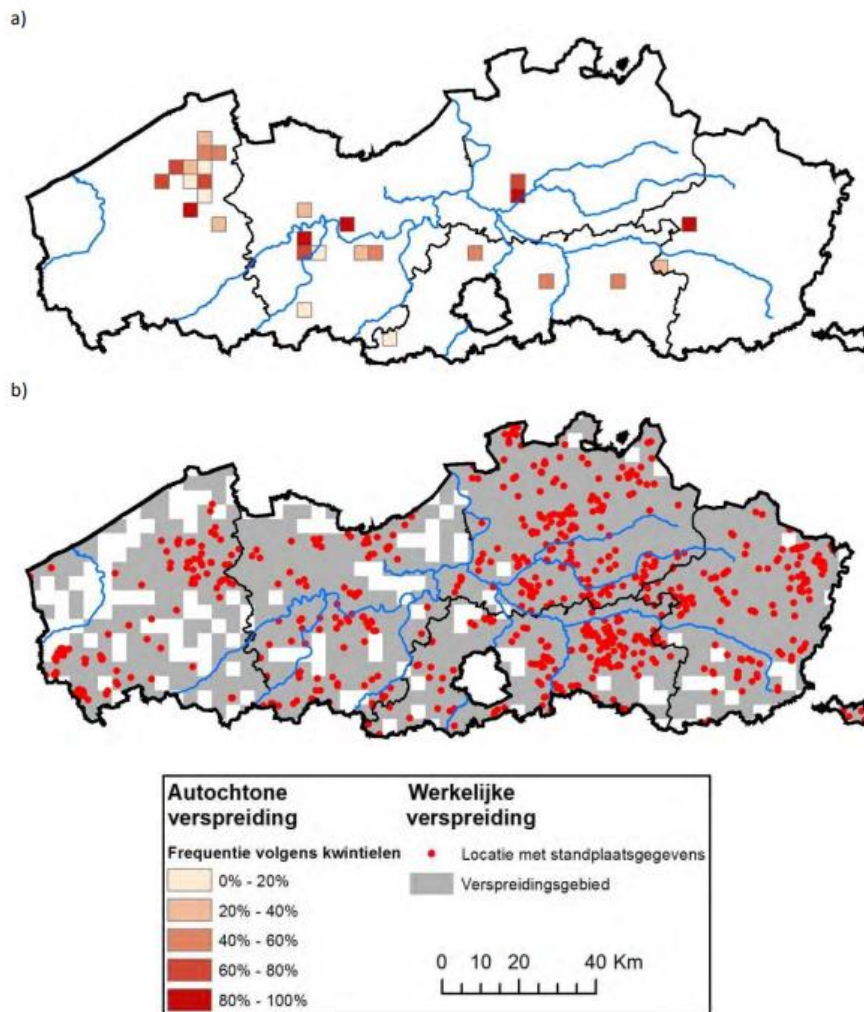 a)
b)
Autochtone
verspreiding
Frequentie volgens kwintielen
0% - 20%
20% - 40%
40% - 60%
60% - 80%
80% - 100%
Werkelijke
verspreiding
Locatie met standplaatsgegevens
Verspreidingsgebied
0 10 20 40 Km